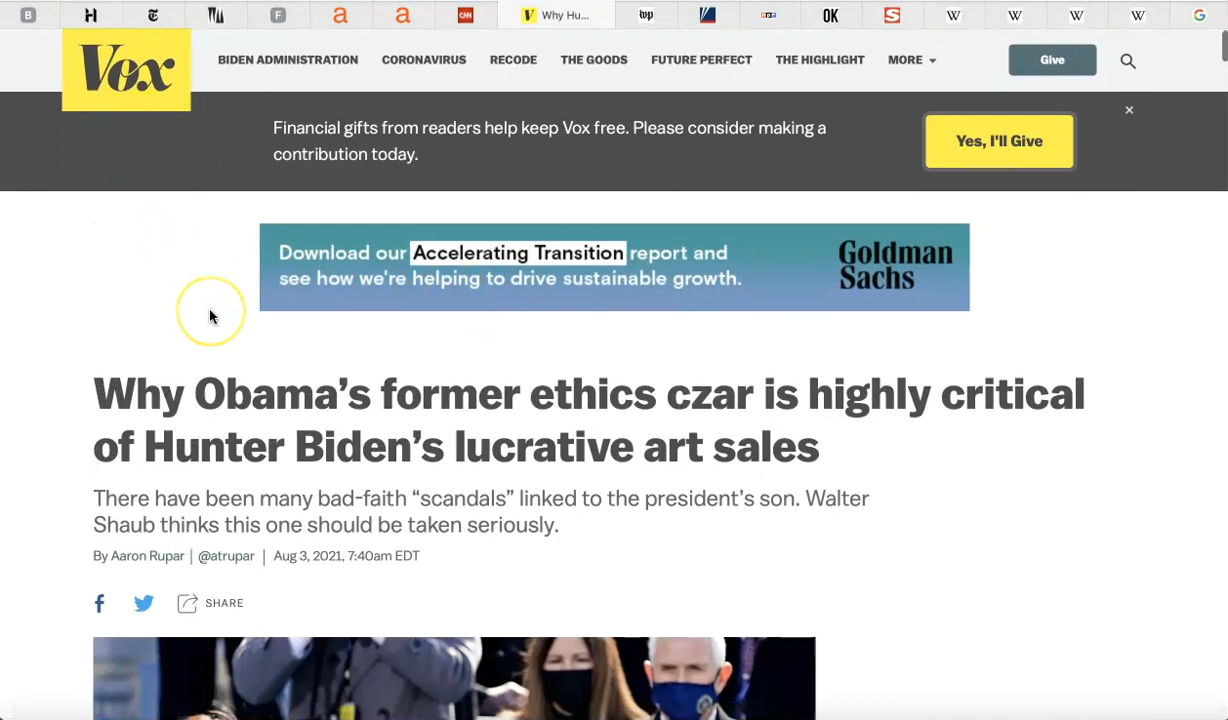 B H T F a a CNN V Why Hu... wp npr OK S W W W W G
Vox BIDEN ADMINISTRATION CORONAVIRUS RECODE THE GOODS FUTURE PERFECT THE HIGHLIGHT MORE Give
Financial gifts from readers help keep Vox free. Please consider making a
contribution today.
Yes, I'll Give
Download our Accelerating Transition report and
see how we're helping to drive sustainable growth.
Goldman
Sachs
Why Obama's former ethics czar is highly critical
of Hunter Biden's lucrative art sales
There have been many bad-faith “scandals” linked to the president's son. Walter
Shaub thinks this one should be taken seriously.
By Aaron Rupar | @atrupar | Aug 3, 2021, 7:40am EDT
SHARE